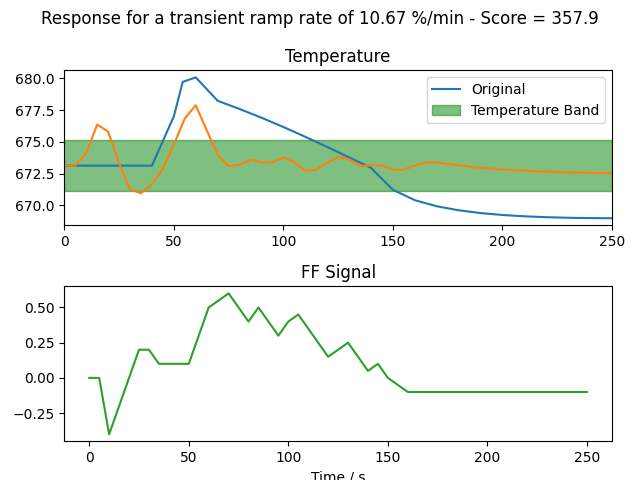 Response for a transient ramp rate of 10.67 %/min - Score = 357.9
Temperature
680.0
677.5
675.0
672.5
670.0
Original
Temperature Band
0 50 100 150 200 250
FF Signal
0.50
0.25
0.00
−0.25
0 50 100 150 200 250
Time / s